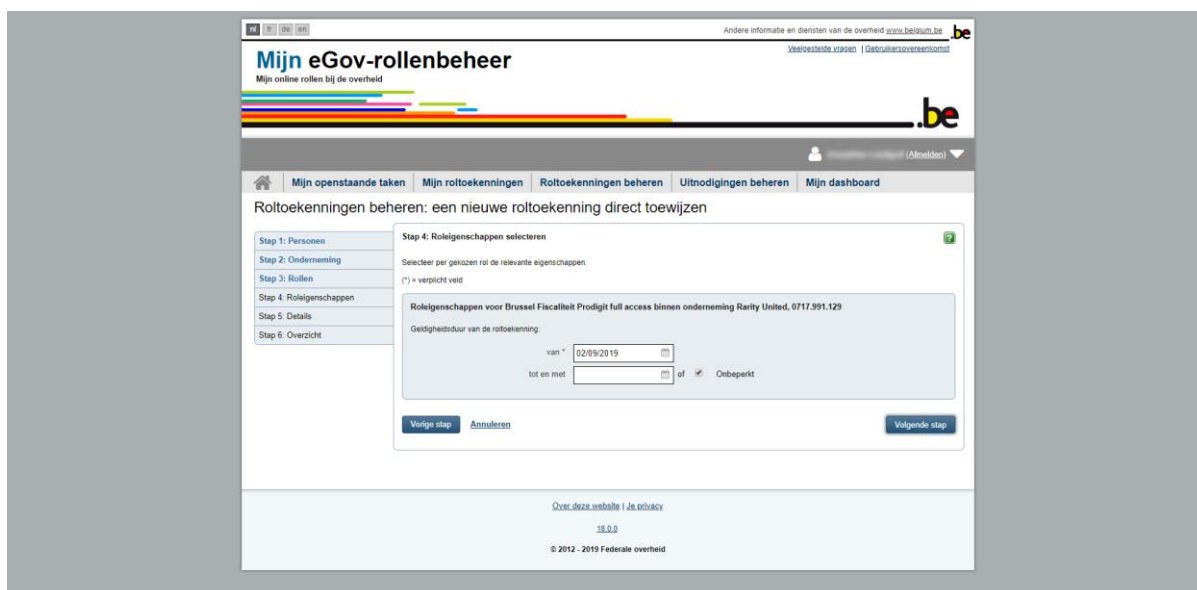 nl fr de en
Andere informatie en diensten van de overheid www.belgium.be
.be
Veelgestelde vragen | Gebruikersovereenkomst
Mijn eGov-rollenbeheer
Mijn online rollen bij de overheid
.be
(Afmelden)
Mijn openstaande taken Mijn roltoekenningen Roltoekenningen beheren Uitnodigingen beheren Mijn dashboard
Roltoekenningen beheren: een nieuwe roltoekenning direct toewijzen
Stap 1: Personen
Stap 2: Onderneming
Stap 3: Rollen
Stap 4: Roleigenschappen
Stap 5: Details
Stap 6: Overzicht
Stap 4: Roleigenschappen selecteren
?
Selecteer per gekozen rol de relevante eigenschappen.
(*) = verplicht veld
Roleigenschappen voor Brussel Fiscaliteit Prodigit full access binnen onderneming Rarity United, 0717.991.129
Geldigheidsduur van de roltoekenning:
van * 02/09/2019
tot en met of Onbeperkt
Vorige stap Annuleren Volgende stap
Over deze website | Je privacy
18.0.0
© 2012 - 2019 Federale overheid